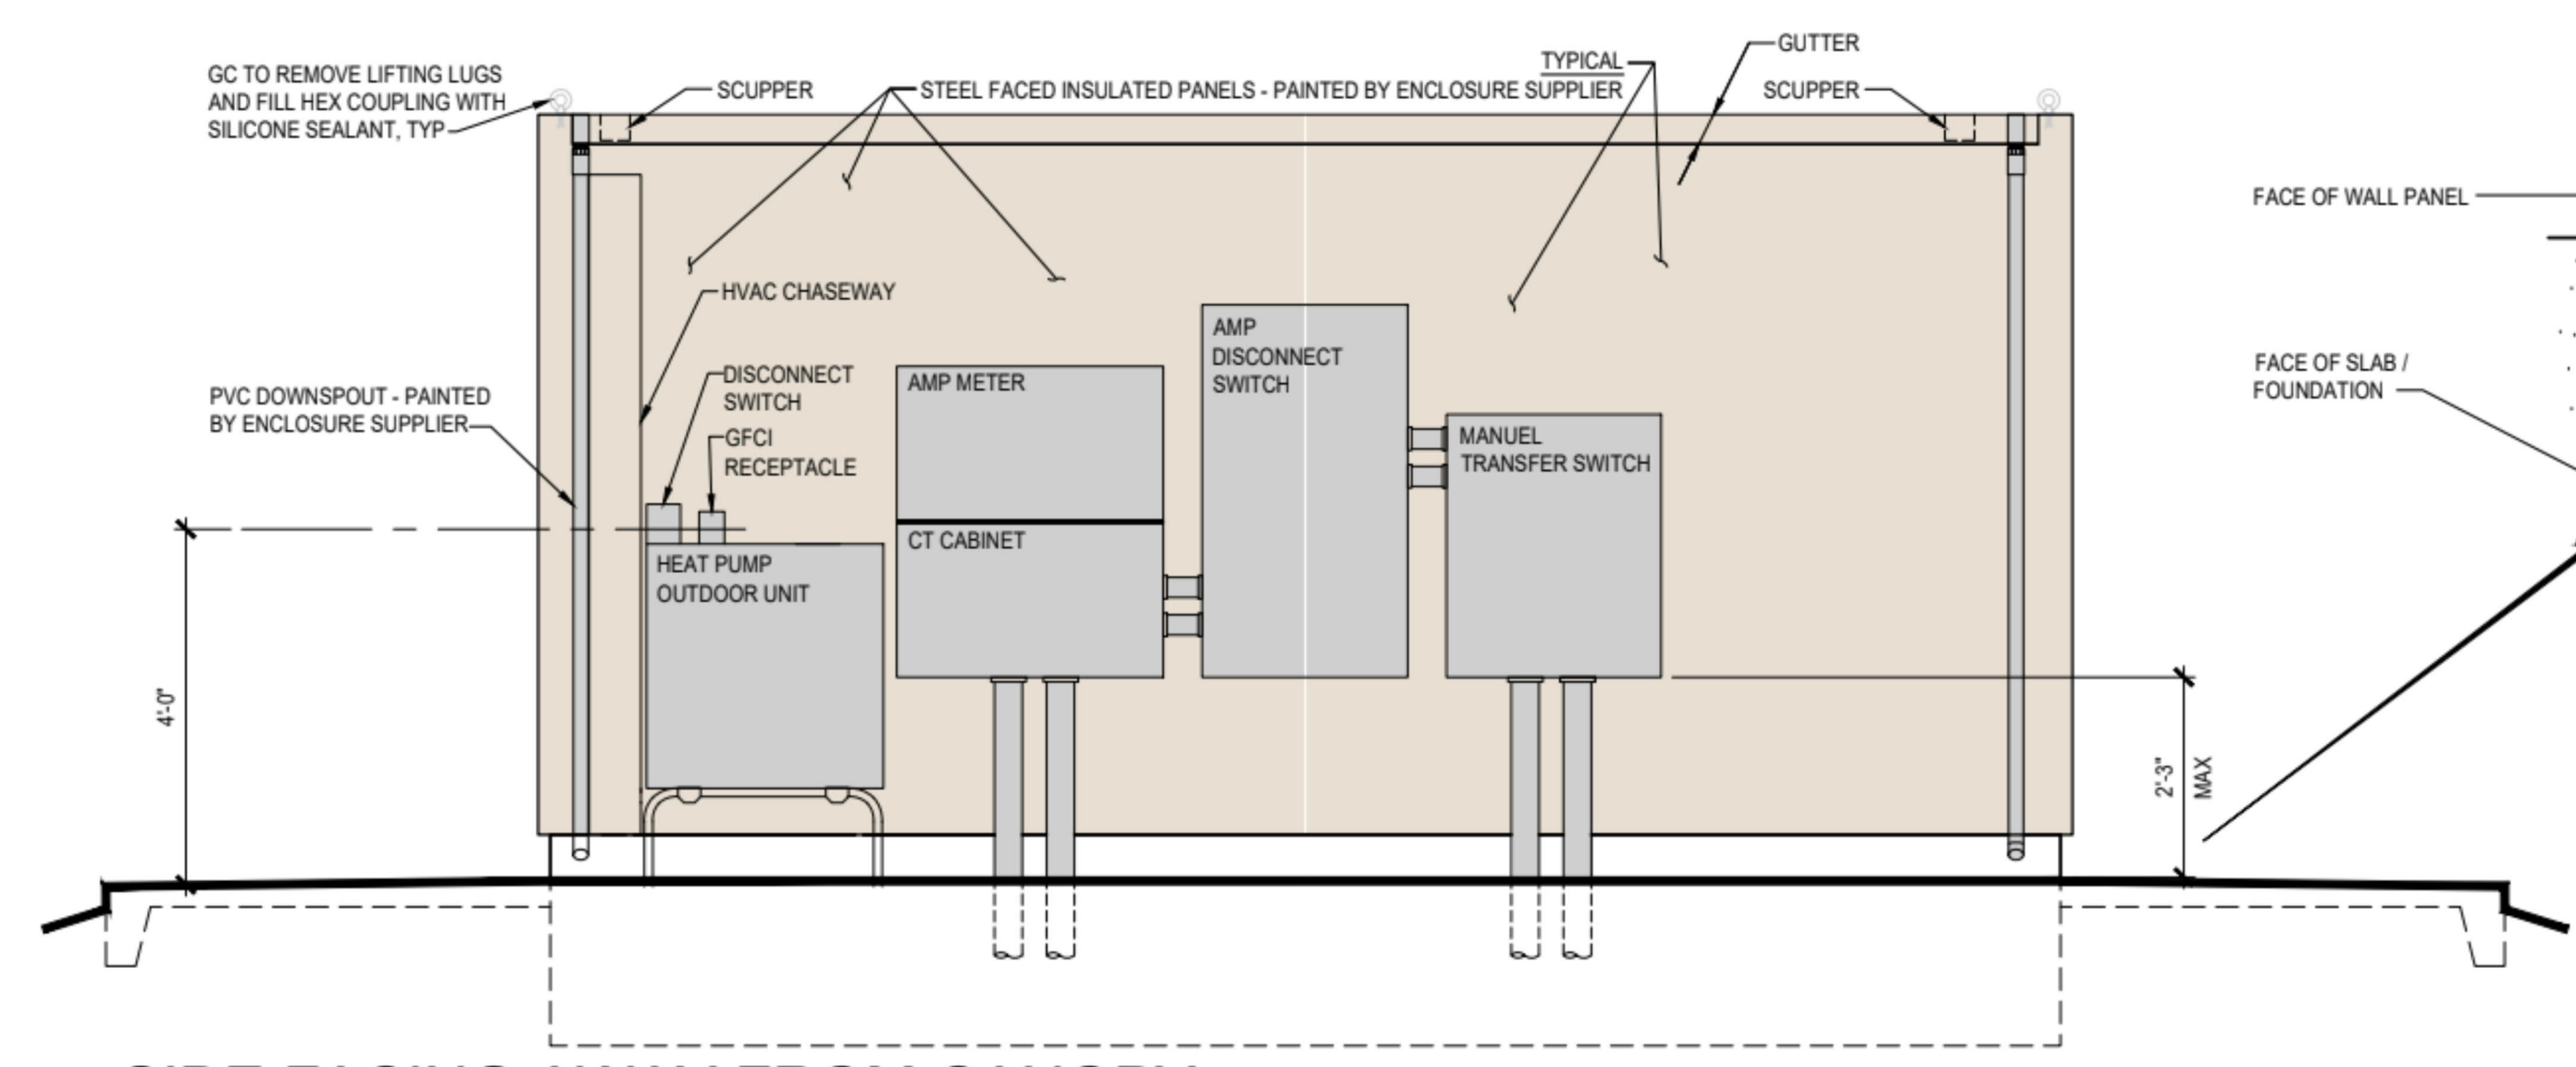 GC TO REMOVE LIFTING LUGS
AND FILL HEX COUPLING WITH
SILICONE SEALANT, TYP
SCUPPER
STEEL FACED INSULATED PANELS - PAINTED BY ENCLOSURE SUPPLIER
TYPICAL
GUTTER
SCUPPER
FACE OF WALL PANEL
HVAC CHASEWAY
DISCONNECT
SWITCH
GFCI
RECEPTACLE
PVC DOWNSPOUT - PAINTED
BY ENCLOSURE SUPPLIER
AMP METER
CT CABINET
AMP
DISCONNECT
SWITCH
MANUEL
TRANSFER SWITCH
FACE OF SLAB /
FOUNDATION
HEAT PUMP
OUTDOOR UNIT
4'-0"
2'-3"
MAX